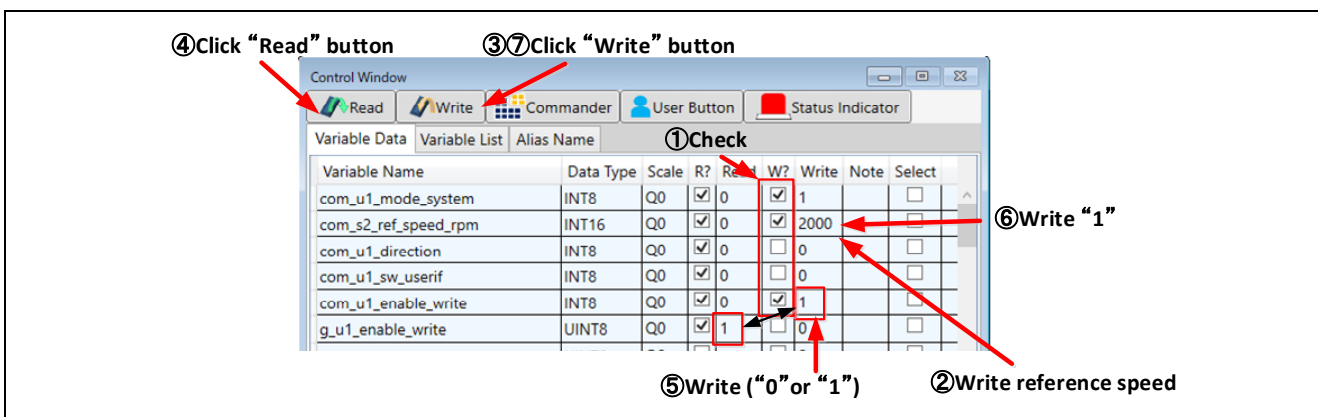 ④Click “Read” button ③⑦Click “Write” button
Control Window
Read Write Commander User Button Status Indicator
Variable Data Variable List Alias Name
①Check
Variable Name Data Type Scale R? Read W? Write Note Select
com_u1_mode_system INT8 Q0 0 1
com_s2_ref_speed_rpm INT16 Q0 0 2000
⑥Write “1”
com_u1_direction INT8 Q0 0 0
com_u1_sw_userif INT8 Q0 0 0
com_u1_enable_write INT8 Q0 0 1
g_u1_enable_write UINT8 Q0 1 0
⑤Write (“0”or “1”) ②Write reference speed